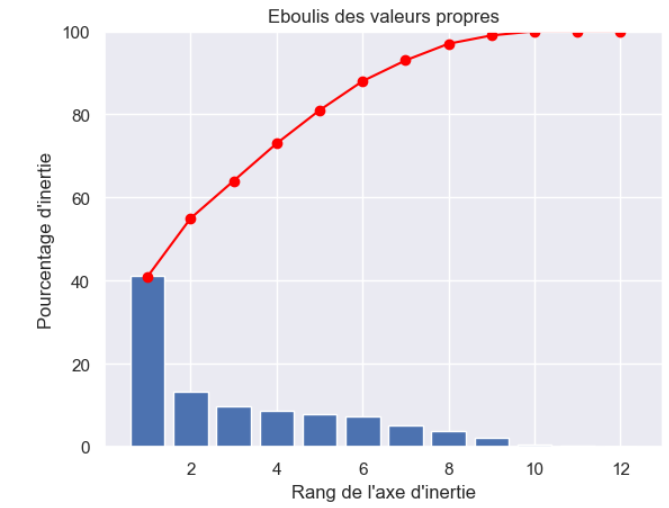 Eboulis des valeurs propres
100
80
60
40
20
0
Pourcentage d'inertie
2 4 6 8 10 12
Rang de l'axe d'inertie